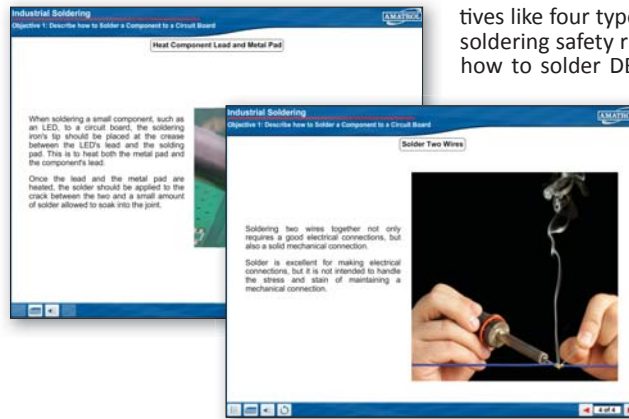 tives like four type
soldering safety r
how to solder DE
Industrial Soldering
Objective 1: Describe how to Solder a Component to a Circuit Board
AMATROL
Heat Component Lead and Metal Pad
When soldering a small component, such as
an LED, to a circuit board, the soldering
iron's tip should be placed at the crease
between the LED's lead and the solding
pad. This is to heat both the metal pad and
the component's lead.
Once the lead and the metal pad are
heated, the solder should be applied to the
crack between the two and a small amount
of solder allowed to soak into the joint.
Industrial Soldering
Objective 1: Describe how to Solder a Component to a Circuit Board
AMATROL
Solder Two Wires
Soldering two wires together not only
requires a good electrical connections, but
also a solid mechanical connection.
Solder is excellent for making electrical
connections, but it is not intended to handle
the stress and stain of maintaining a
mechanical connection.
4 of 4